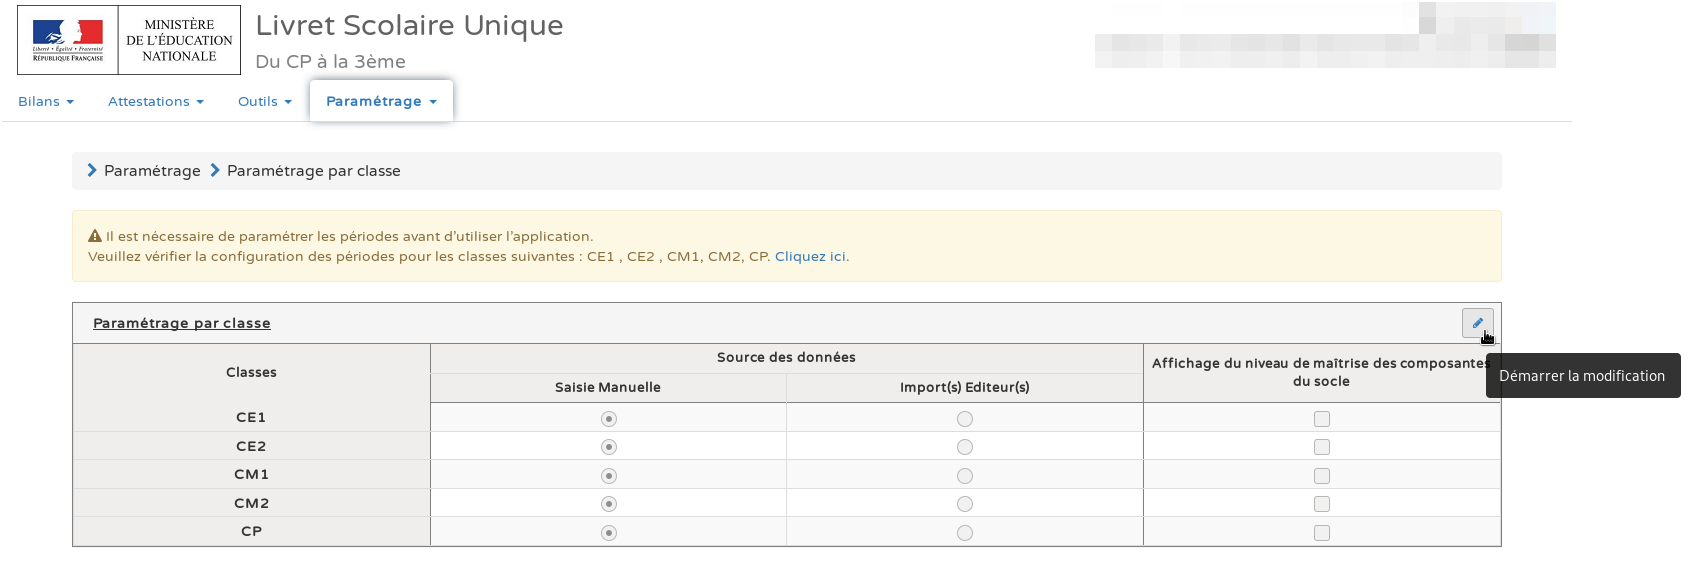 Liberté • Égalité • Fraternité
RÉPUBLIQUE FRANÇAISE
MINISTÈRE
DE L'ÉDUCATION
NATIONALE
Livret Scolaire Unique
Du CP à la 3ème
Bilans
Attestations
Outils
Paramétrage
Paramétrage
Paramétrage par classe
Il est nécessaire de paramétrer les périodes avant d'utiliser l'application.
Veuillez vérifier la configuration des périodes pour les classes suivantes : CE1 , CE2 , CM1, CM2, CP. Cliquez ici.
Paramétrage par classe
Démarrer la modification
Classes
Source des données
Affichage du niveau de maîtrise des composantes
du socle
Saisie Manuelle
Import(s) Editeur(s)
CE1
CE2
CM1
CM2
CP